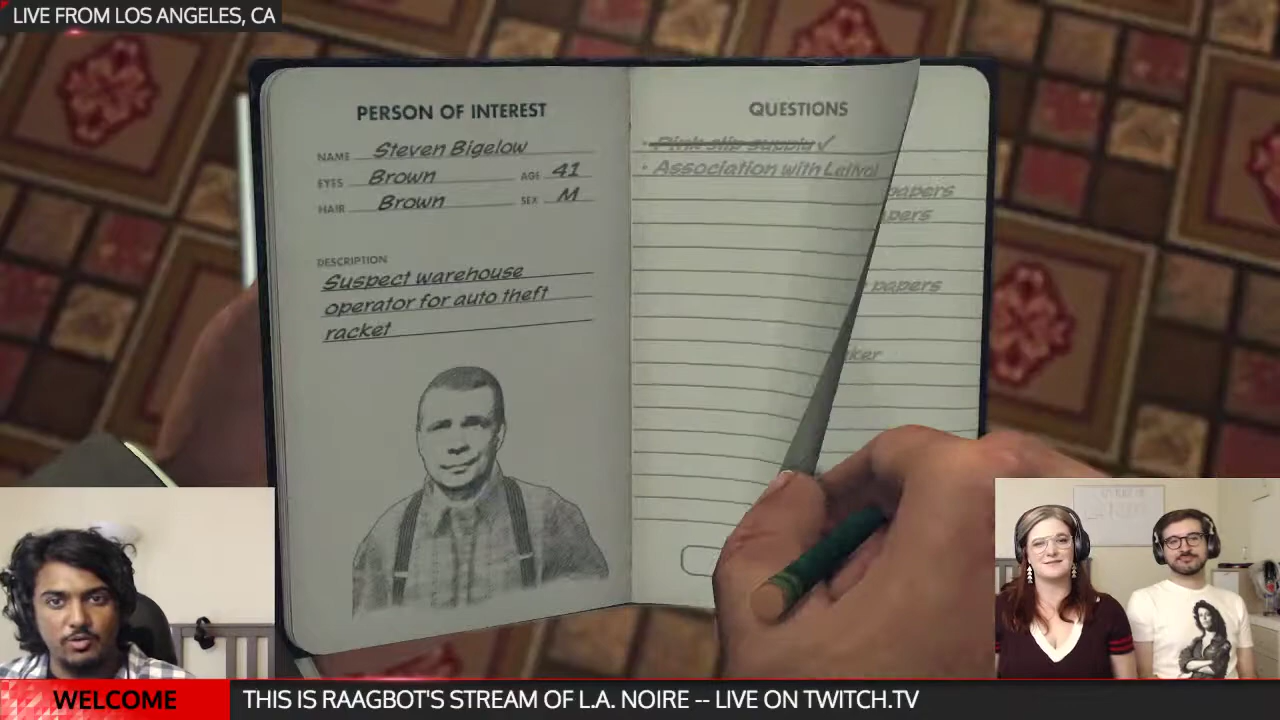 LIVE FROM LOS ANGELES, CA
PERSON OF INTEREST
NAME Steven Bigelow
EYES Brown AGE 41
HAIR Brown SEX M
DESCRIPTION
Suspect warehouse
operator for auto theft
racket
QUESTIONS
• Pink slip supply ✓
• Association with
papers
papers
WELCOME
THIS IS RAAGBOT'S STREAM OF L.A. NOIRE -- LIVE ON TWITCH.TV